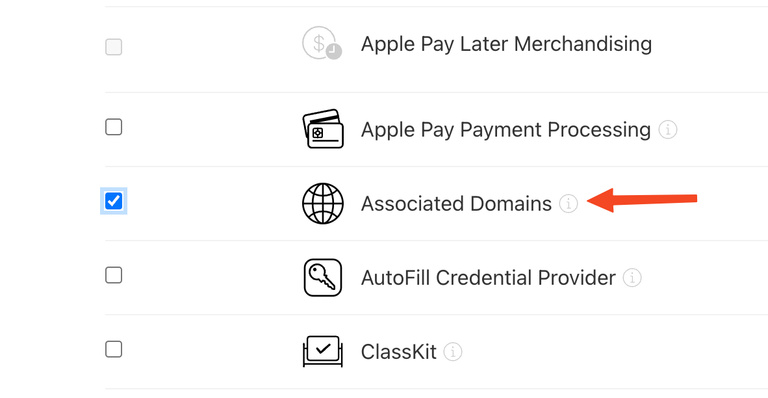 Apple Pay Later Merchandising
Apple Pay Payment Processing
Associated Domains
AutoFill Credential Provider
ClassKit